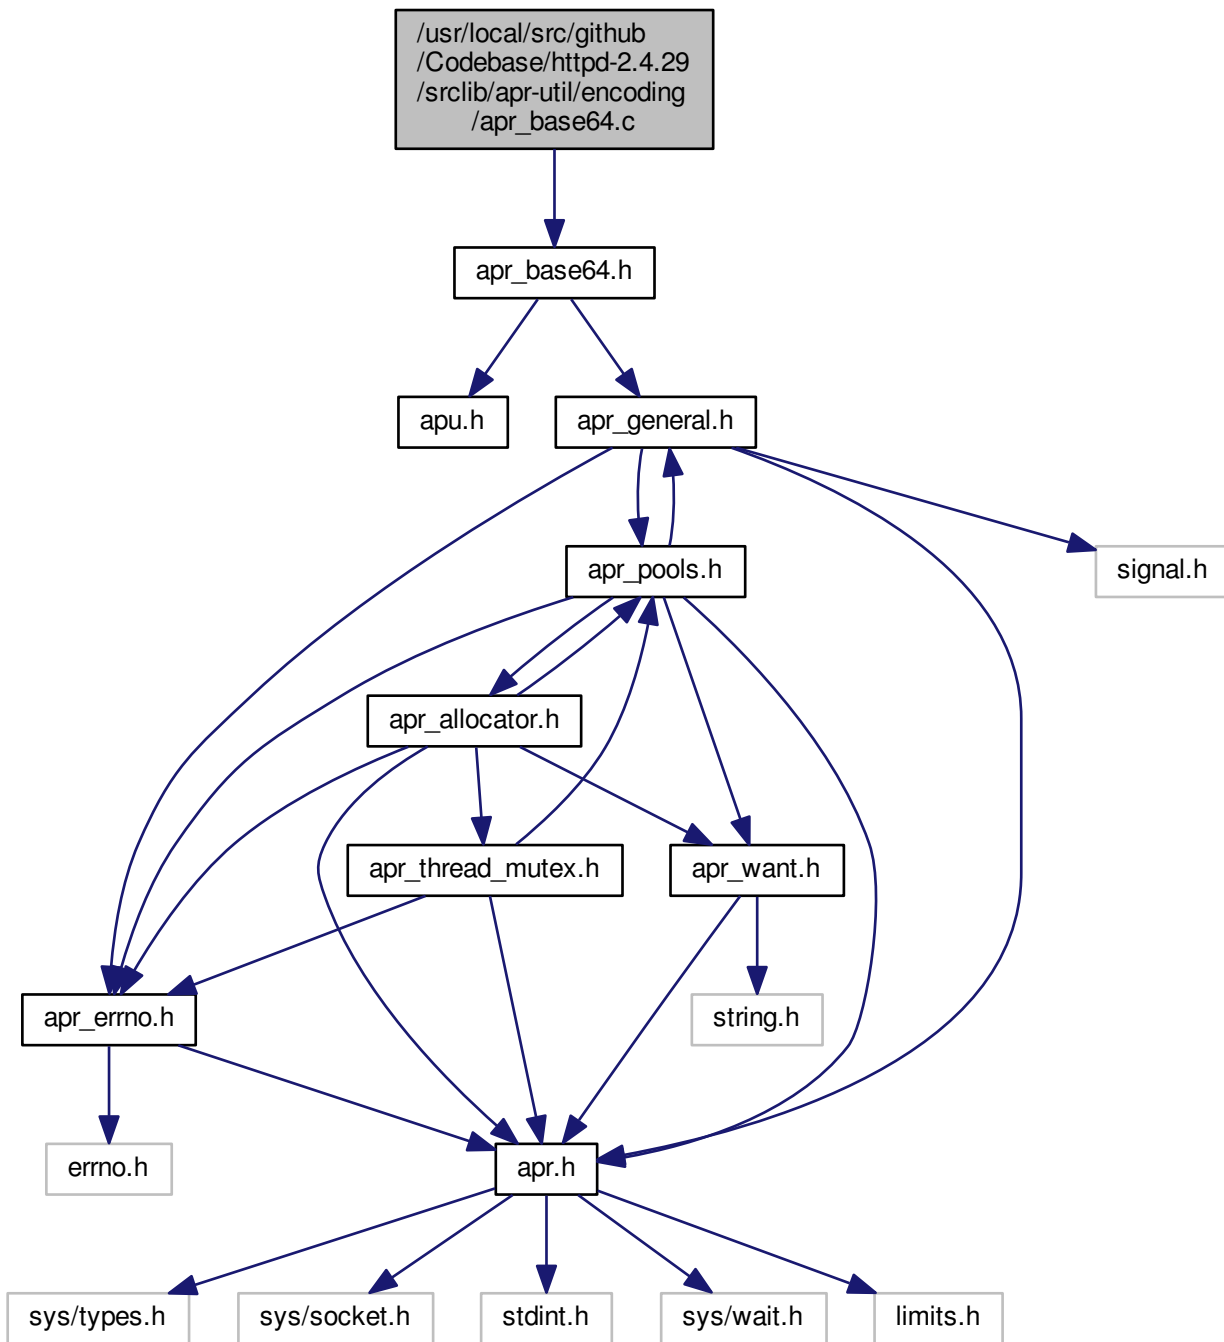 /usr/local/src/github
/Codebase/httpd-2.4.29
/srclib/apr-util/encoding
/apr_base64.c
apr_base64.h
apu.h
apr_general.h
apr_pools.h
signal.h
apr_allocator.h
apr_thread_mutex.h
apr_want.h
apr_errno.h
string.h
errno.h
apr.h
sys/types.h
sys/socket.h
stdint.h
sys/wait.h
limits.h